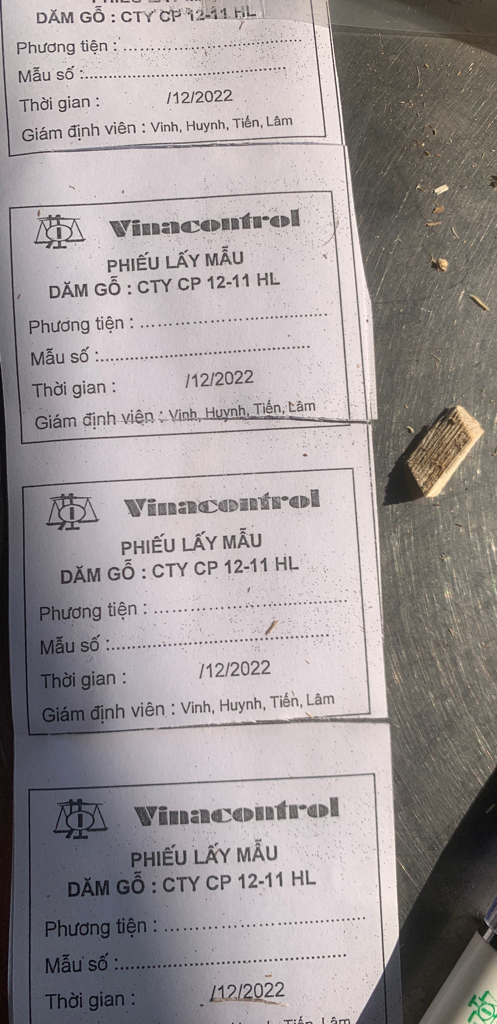 DĂM GỖ : CTY CP 12-11 HL
Phương tiện :
Mẫu số :
Thời gian : /12/2022
Giám định viên : Vinh, Huynh, Tiến, Lâm
Vinacontrol
PHIẾU LẤY MẪU
DĂM GỖ : CTY CP 12-11 HL
Phương tiện :
Mẫu số :
Thời gian : /12/2022
Giám định viên : Vinh, Huynh, Tiến, Lâm
Vinacontrol
PHIẾU LẤY MẪU
DĂM GỖ : CTY CP 12-11 HL
Phương tiện :
Mẫu số :
Thời gian : /12/2022
Giám định viên : Vinh, Huynh, Tiến, Lâm
Vinacontrol
PHIẾU LẤY MẪU
DĂM GỖ : CTY CP 12-11 HL
Phương tiện :
Mẫu số :
Thời gian : /12/2022
Tiến, Lâm